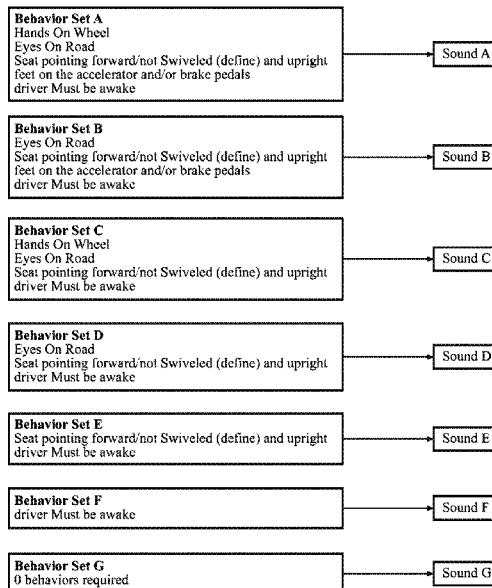 Behavior Set A
Hands On Wheel
Eyes On Road
Seat pointing forward/not Swiveled (define) and upright
feet on the accelerator and/or brake pedals
driver Must be awake
Sound A
Behavior Set B
Eyes On Road
Seat pointing forward/not Swiveled (define) and upright
feet on the accelerator and/or brake pedals
driver Must be awake
Sound B
Behavior Set C
Hands On Wheel
Eyes On Road
Seat pointing forward/not Swiveled (define) and upright
driver Must be awake
Sound C
Behavior Set D
Eyes On Road
Seat pointing forward/not Swiveled (define) and upright
driver Must be awake
Sound D
Behavior Set E
Seat pointing forward/not Swiveled (define) and upright
driver Must be awake
Sound E
Behavior Set F
driver Must be awake
Sound F
Behavior Set G
0 behaviors required
Sound G